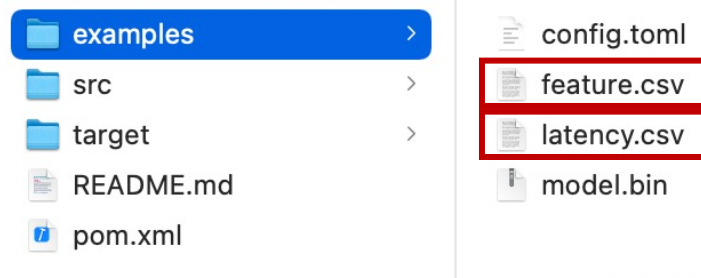 examples
src
target
README.md
pom.xml
config.toml
feature.csv
latency.csv
model.bin